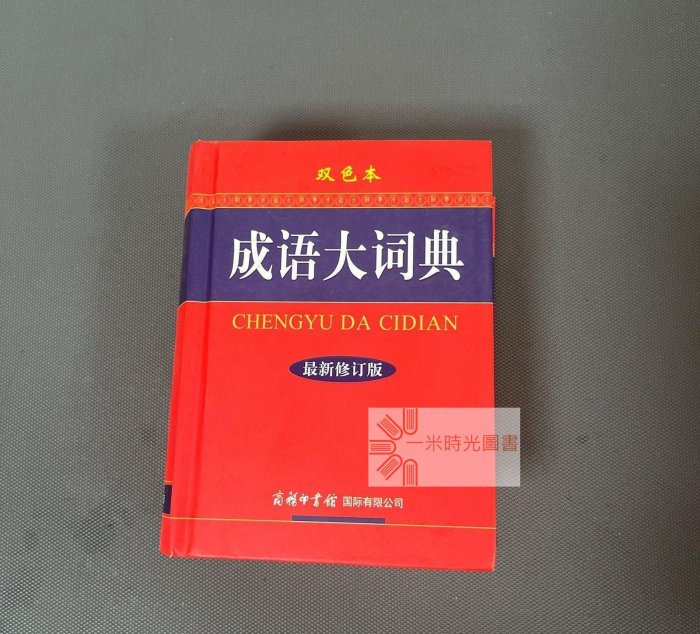 双色本
成语大词典
CHENGYU DA CIDIAN
最新修订版
一米時光圖書
商務印書館 国际有限公司